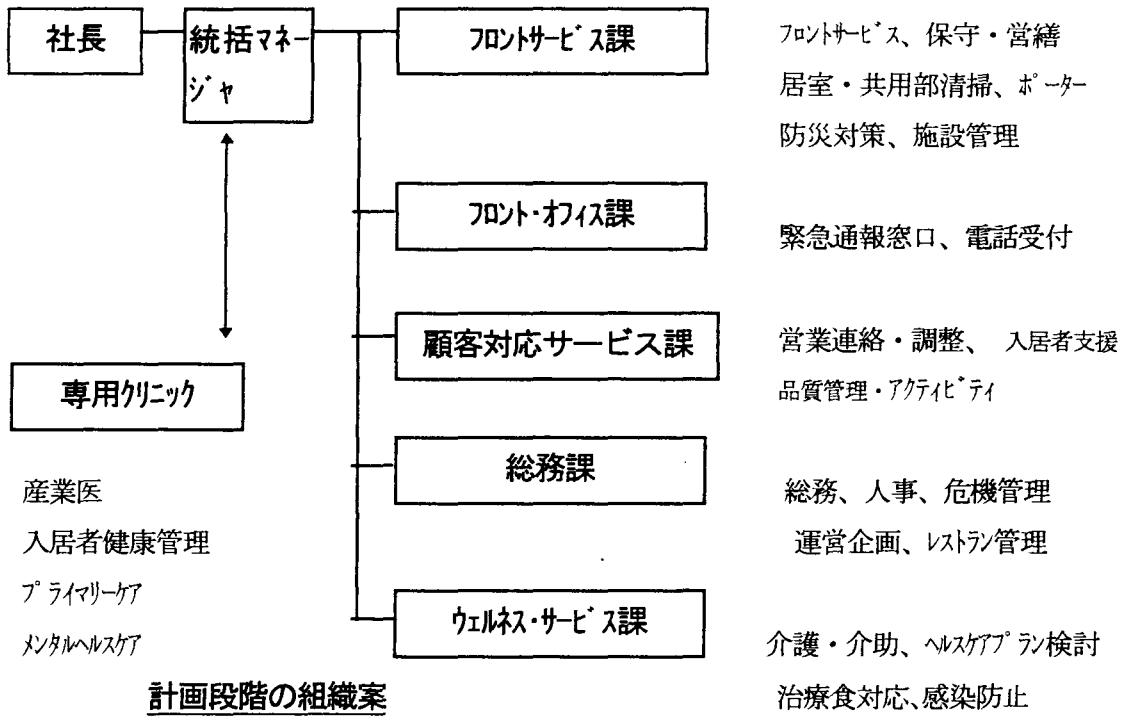 社長
統括マネー
ジャ
フロントサービス課
フロントサービス、保守・営繕
居室・共用部清掃、ポーター
防災対策、施設管理
フロント・オフィス課
緊急通報窓口、電話受付
顧客対応サービス課
営業連絡・調整、 入居者支援
品質管理・アクティビティ
専用クリニック
産業医
入居者健康管理
プライマリーケア
メンタルヘルスケア
総務課
総務、人事、危機管理
運営企画、レストラン管理
ウェルネス・サービス課
介護・介助、ヘルスケアプラン検討
治療食対応、感染防止
計画段階の組織案